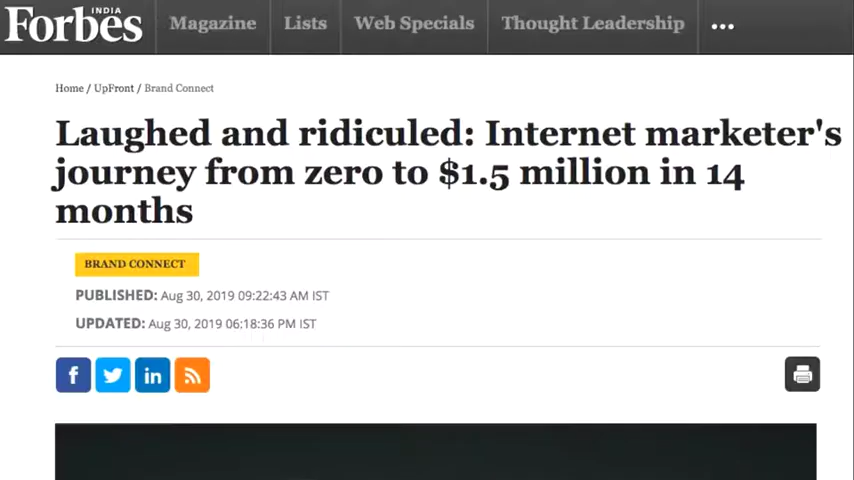 Forbes INDIA Magazine Lists Web Specials Thought Leadership ...
Home / UpFront / Brand Connect
Laughed and ridiculed: Internet marketer's
journey from zero to $1.5 million in 14
months
BRAND CONNECT
PUBLISHED: Aug 30, 2019 09:22:43 AM IST
UPDATED: Aug 30, 2019 06:18:36 PM IST
f in